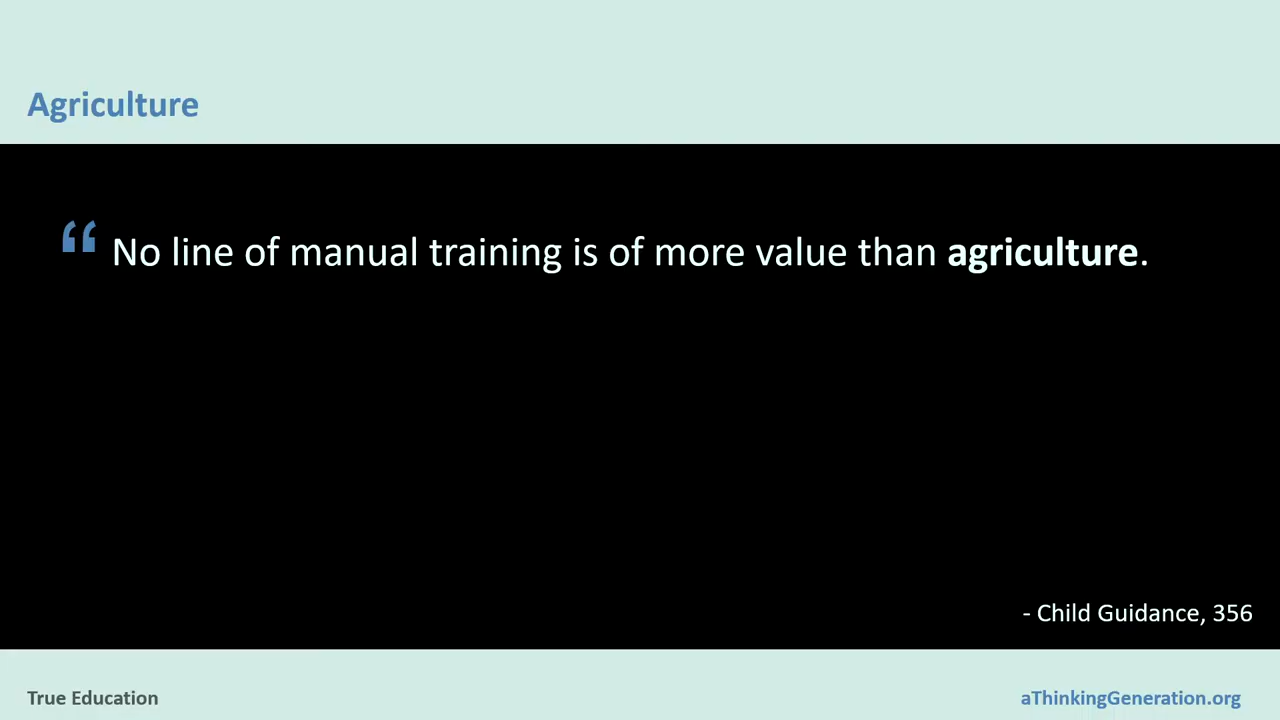 Agriculture
“ No line of manual training is of more value than agriculture.
- Child Guidance, 356
True Education
aThinkingGeneration.org